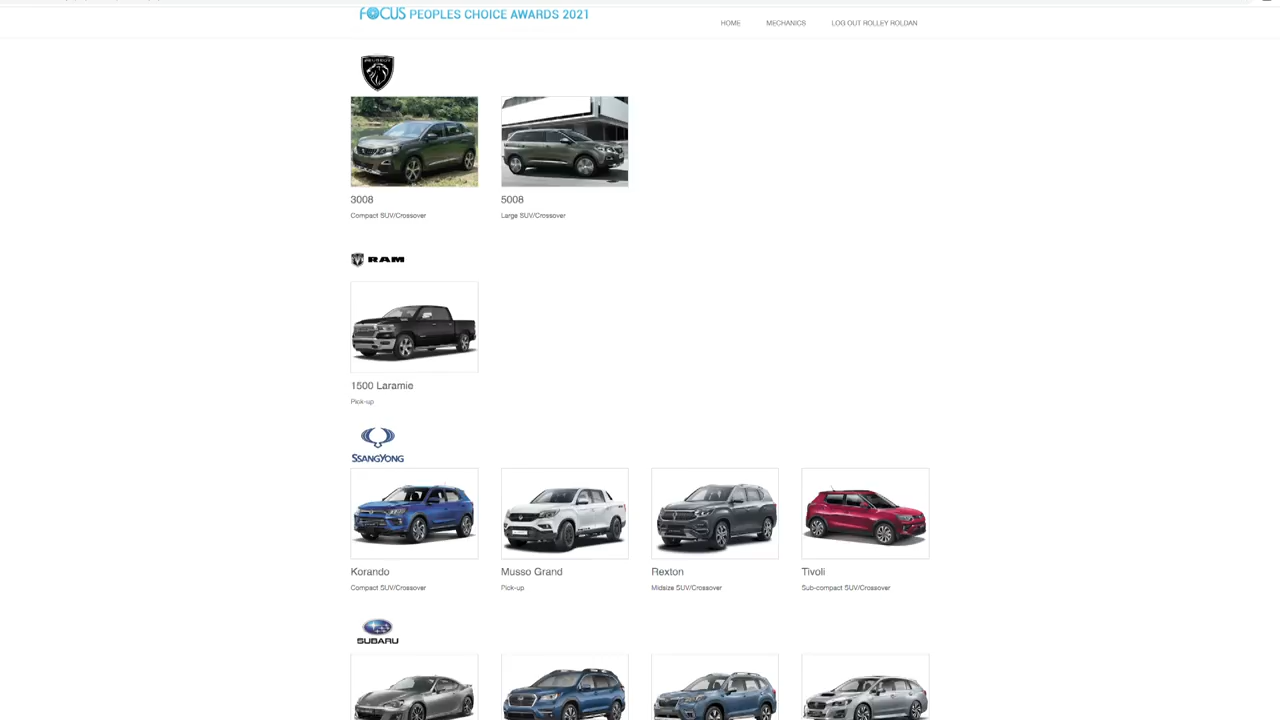 FOCUS PEOPLES CHOICE AWARDS 2021
HOME MECHANICS LOG OUT ROLLEY ROLDAN
PEUGEOT
3008 5008
Compact SUV/Crossover Large SUV/Crossover
RAM
1500 Laramie
Pick-up
SSANGYONG
Korando Musso Grand Rexton Tivoli
Compact SUV/Crossover Pick-up Midsize SUV/Crossover Sub-compact SUV/Crossover
SUBARU